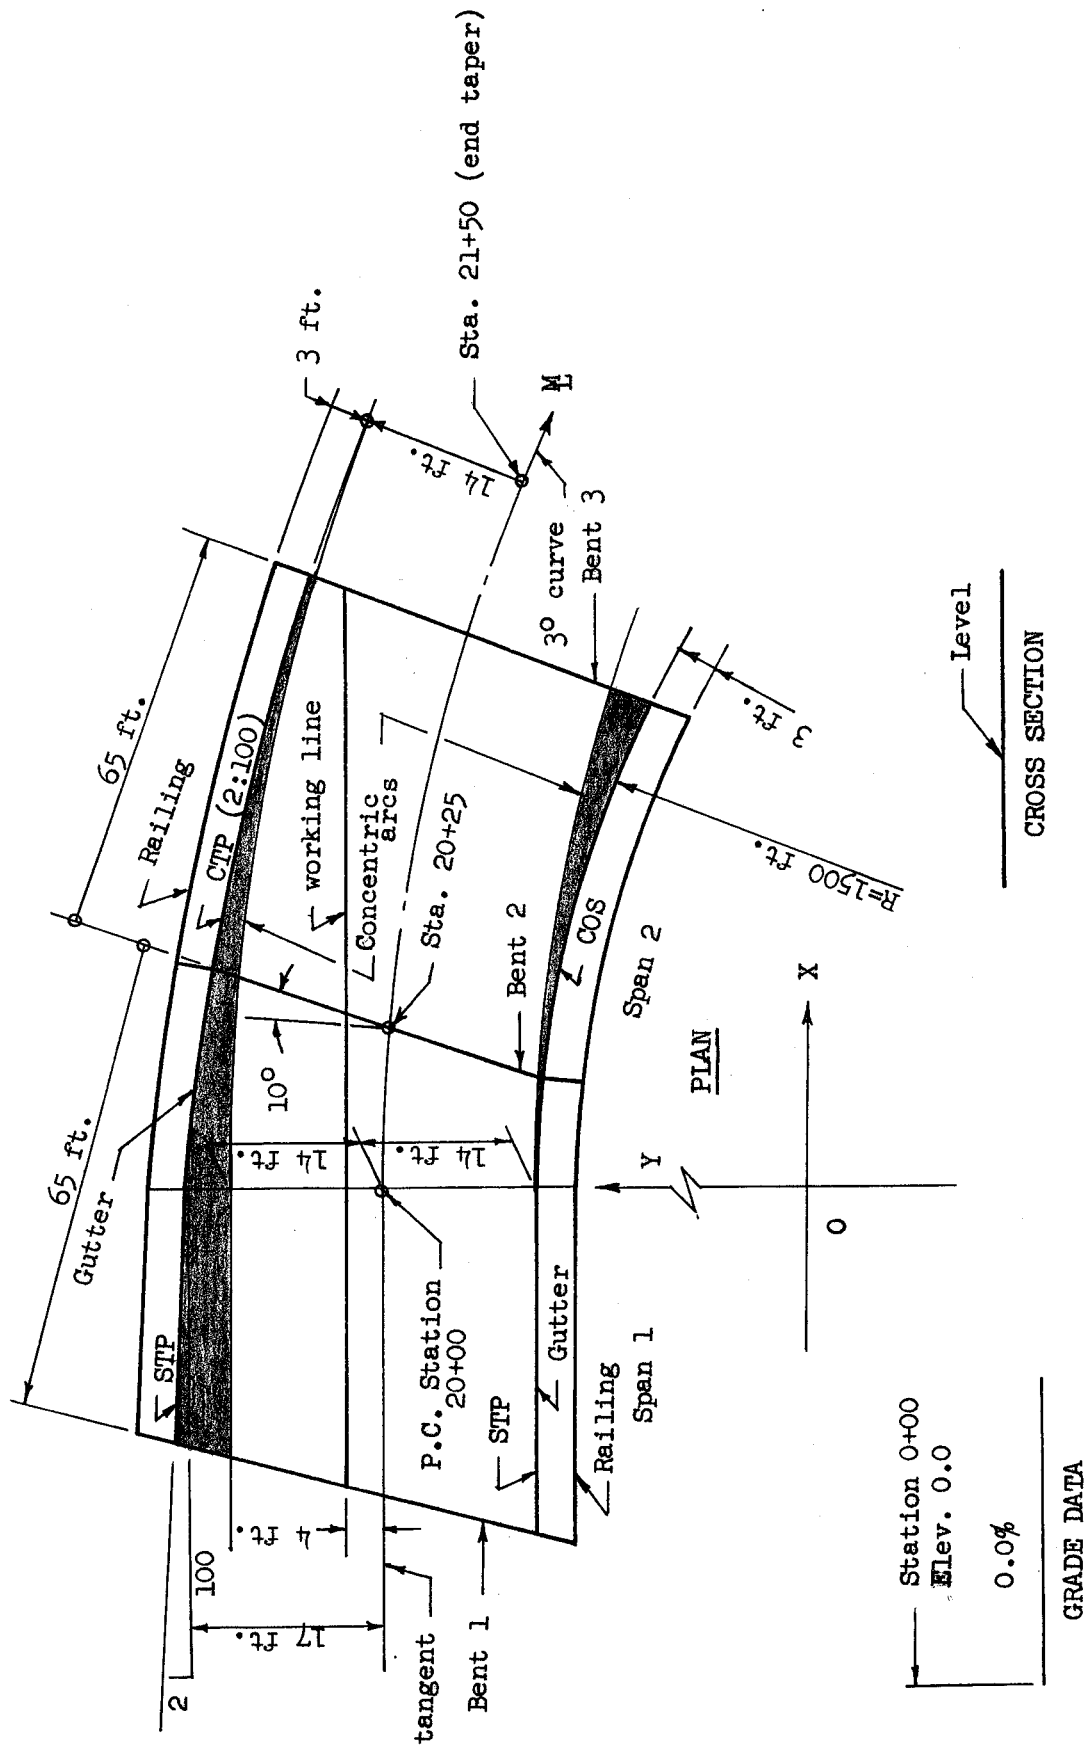 3 ft.
14 ft.
Sta. 21+50 (end taper)
M̲L
3° curve
Bent 3
65 ft.
Railing
CTP (2:100)
working line
Concentric
arcs
Sta. 20+25
10°
Bent 2
COS
Span 2
3 ft.
R=1500 ft.
65 ft.
Gutter
STP
14 ft.
14 ft.
P.C. Station
20+00
STP
Gutter
Railing
Span 1
2
100
17 ft.
4 ft.
tangent
Bent 1
PLAN
Y
X
O
Station 0+00
Elev. 0.0
0.0%
GRADE DATA
Level
CROSS SECTION